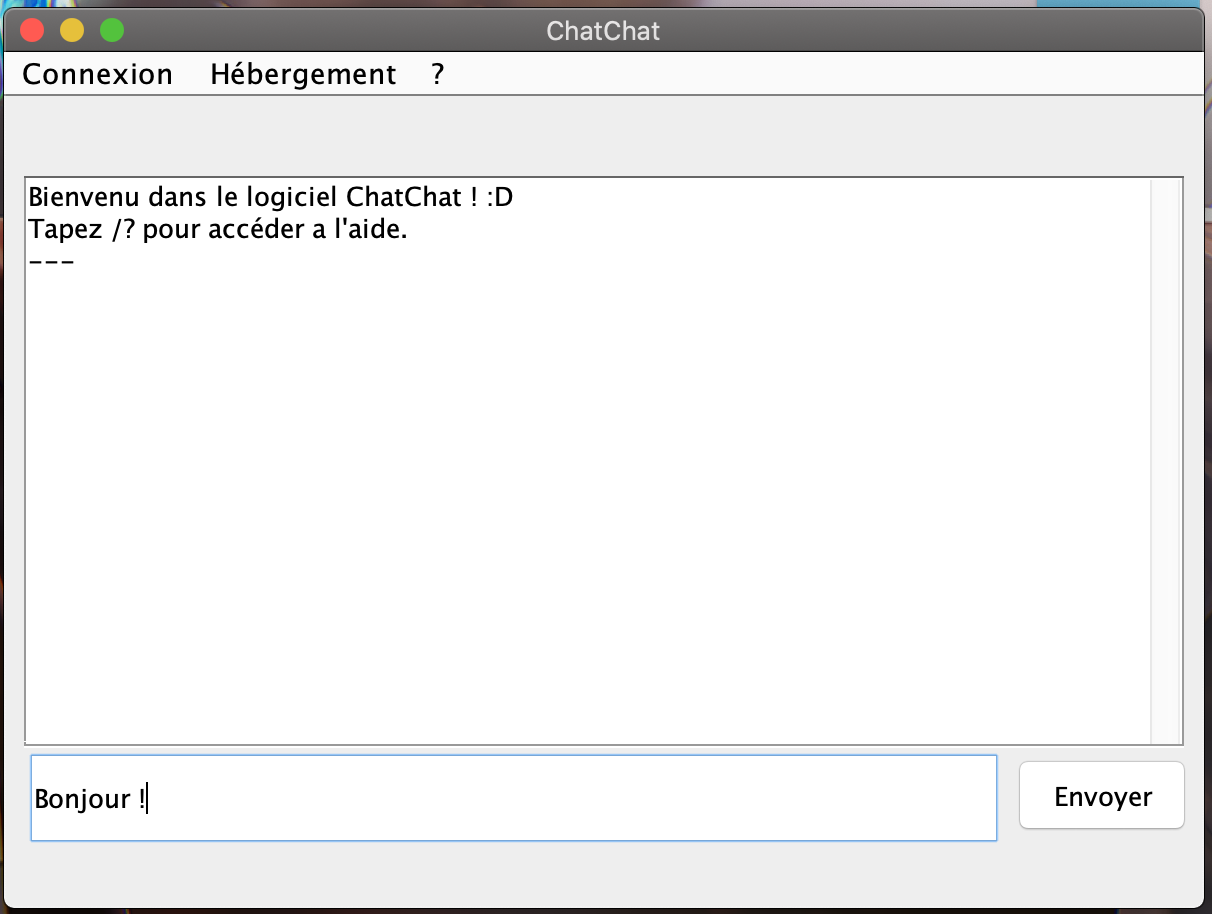 ChatChat
Connexion Hébergement ?
Bienvenu dans le logiciel ChatChat ! :D
Tapez /? pour accéder a l'aide.
---
Bonjour !
Envoyer